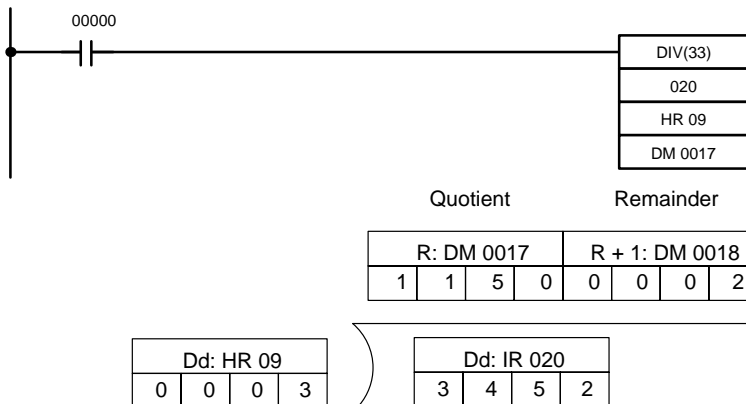 00000
DIV(33)
020
HR 09
DM 0017
Quotient Remainder
R: DM 0017 R + 1: DM 0018
1 1 5 0 0 0 0 2
Dd: HR 09 Dd: IR 020
0 0 0 3 3 4 5 2